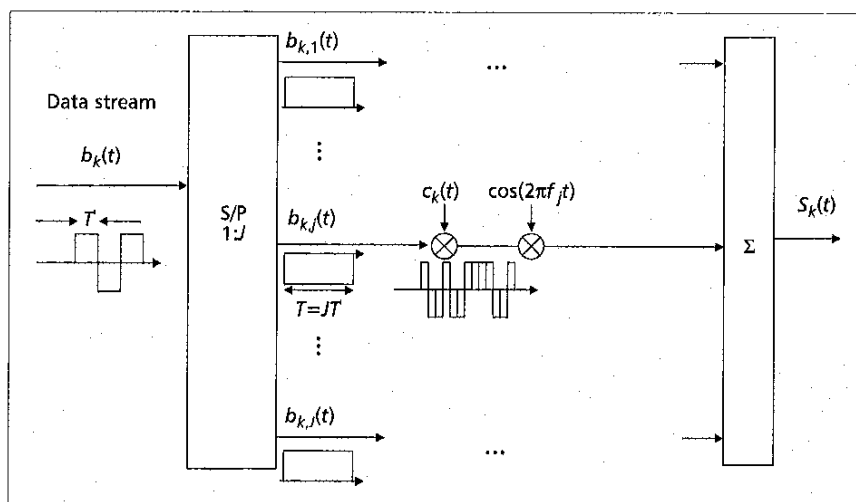 b_{k,1}(t)
...
Data stream
b_k(t)
T'
S/P
1:J
b_{k,j}(t)
c_k(t)
cos(2πf_jt)
Σ
S_k(t)
T=JT'
b_{k,J}(t)
...